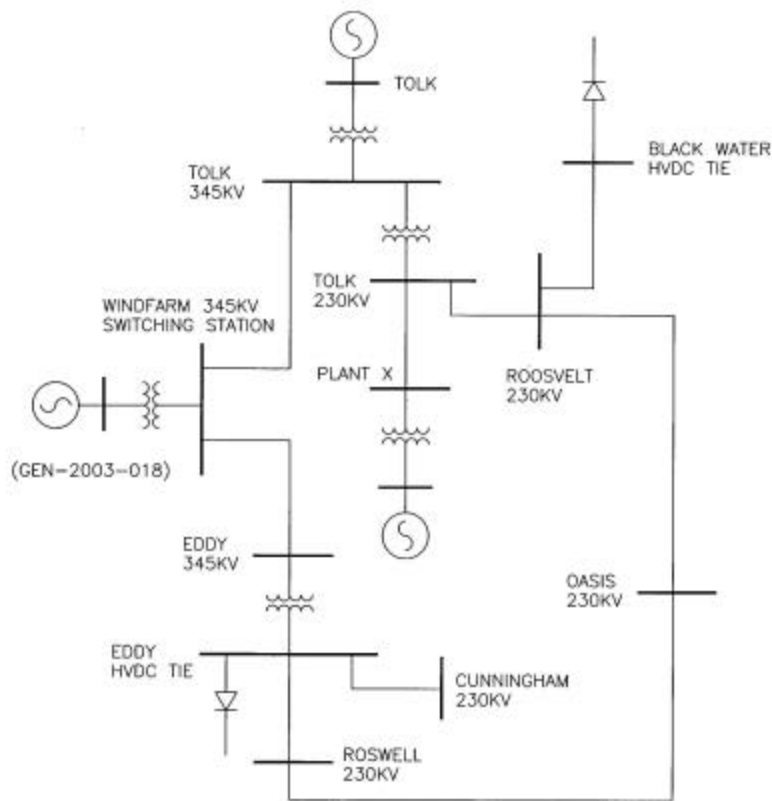 TOLK
BLACK WATER
HVDC TIE
TOLK
345KV
TOLK
230KV
WINDFARM 345KV
SWITCHING STATION
PLANT X
ROOSVELT
230KV
(GEN-2003-018)
EDDY
345KV
OASIS
230KV
EDDY
HVDC TIE
CUNNINGHAM
230KV
ROSWELL
230KV